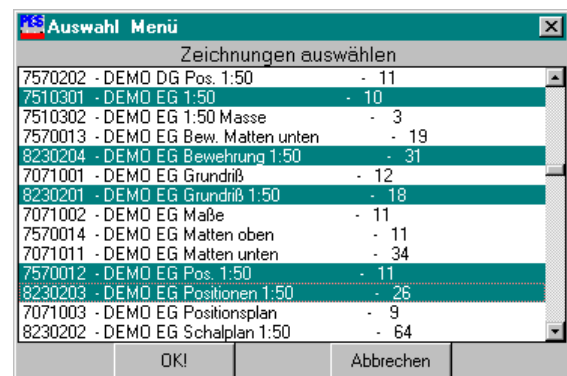 PES Auswahl Menü
Zeichnungen auswählen
7570202 - DEMO DG Pos. 1:50 - 11
7510301 - DEMO EG 1:50 - 10
7510302 - DEMO EG 1:50 Masse - 3
7570013 - DEMO EG Bew. Matten unten - 19
8230204 - DEMO EG Bewehrung 1:50 - 31
7071001 - DEMO EG Grundriß - 12
8230201 - DEMO EG Grundriß 1:50 - 18
7071002 - DEMO EG Maße - 11
7570014 - DEMO EG Matten oben - 11
7071011 - DEMO EG Matten unten - 34
7570012 - DEMO EG Pos. 1:50 - 11
8230203 - DEMO EG Positionen 1:50 - 26
7071003 - DEMO EG Positionsplan - 9
8230202 - DEMO EG Schalplan 1:50 - 64
OK! Abbrechen